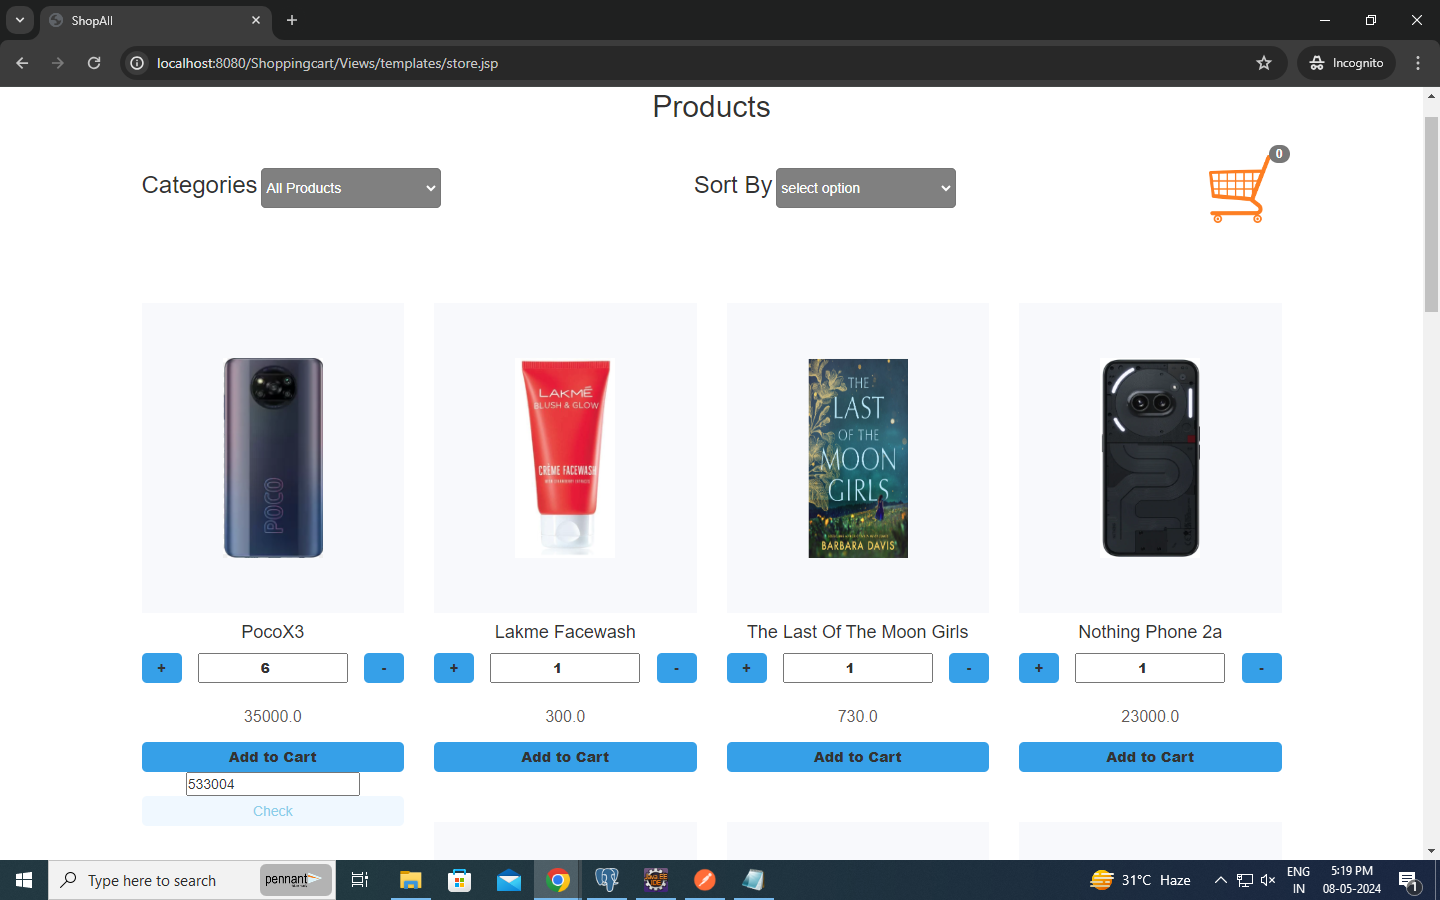 ShopAll
localhost:8080/Shoppingcart/Views/templates/store.jsp
Incognito
Products
Categories All Products
Sort By select option
0
POCO
LAKMÉ
BLUSH & GLOW
CRÈME FACEWASH
THE
LAST
OF THE
MOON
GIRLS
BARBARA DAVIS
PocoX3
Lakme Facewash
The Last Of The Moon Girls
Nothing Phone 2a
+ 6 -
+ 1 -
+ 1 -
+ 1 -
35000.0
300.0
730.0
23000.0
Add to Cart
Add to Cart
Add to Cart
Add to Cart
533004
Check
Type here to search
pennant
31°C Haze
ENG
IN
5:19 PM
08-05-2024
1